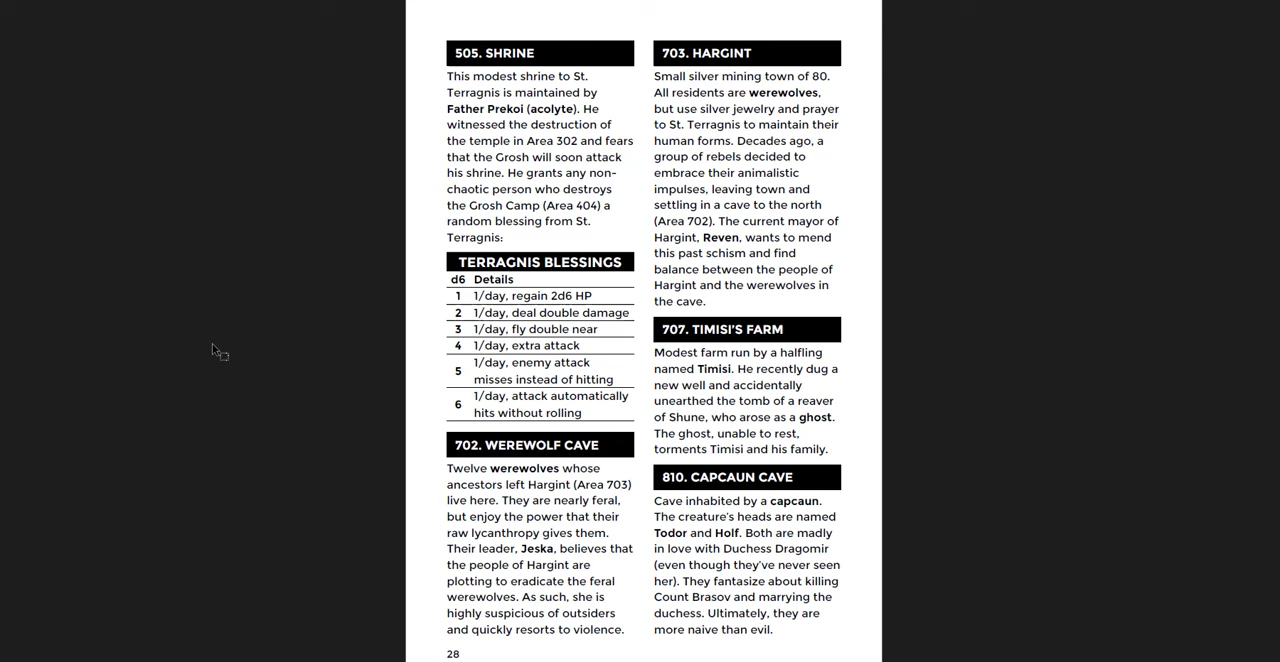 505. SHRINE
This modest shrine to St.
Terragnis is maintained by
Father Prekoi (acolyte). He
witnessed the destruction of
the temple in Area 302 and fears
that the Grosh will soon attack
his shrine. He grants any non-
chaotic person who destroys
the Grosh Camp (Area 404) a
random blessing from St.
Terragnis:
TERRAGNIS BLESSINGS
d6 Details
1 1/day, regain 2d6 HP
2 1/day, deal double damage
3 1/day, fly double near
4 1/day, extra attack
5 1/day, enemy attack
misses instead of hitting
6 1/day, attack automatically
hits without rolling
702. WEREWOLF CAVE
Twelve werewolves whose
ancestors left Hargint (Area 703)
live here. They are nearly feral,
but enjoy the power that their
raw lycanthropy gives them.
Their leader, Jeska, believes that
the people of Hargint are
plotting to eradicate the feral
werewolves. As such, she is
highly suspicious of outsiders
and quickly resorts to violence.
703. HARGINT
Small silver mining town of 80.
All residents are werewolves,
but use silver jewelry and prayer
to St. Terragnis to maintain their
human forms. Decades ago, a
group of rebels decided to
embrace their animalistic
impulses, leaving town and
settling in a cave to the north
(Area 702). The current mayor of
Hargint, Reven, wants to mend
this past schism and find
balance between the people of
Hargint and the werewolves in
the cave.
707. TIMISI'S FARM
Modest farm run by a halfling
named Timisi. He recently dug a
new well and accidentally
unearthed the tomb of a reaver
of Shune, who arose as a ghost.
The ghost, unable to rest,
torments Timisi and his family.
810. CAPCAUN CAVE
Cave inhabited by a capcaun.
The creature's heads are named
Todor and Holf. Both are madly
in love with Duchess Dragomir
(even though they've never seen
her). They fantasize about killing
Count Brasov and marrying the
duchess. Ultimately, they are
more naive than evil.
28